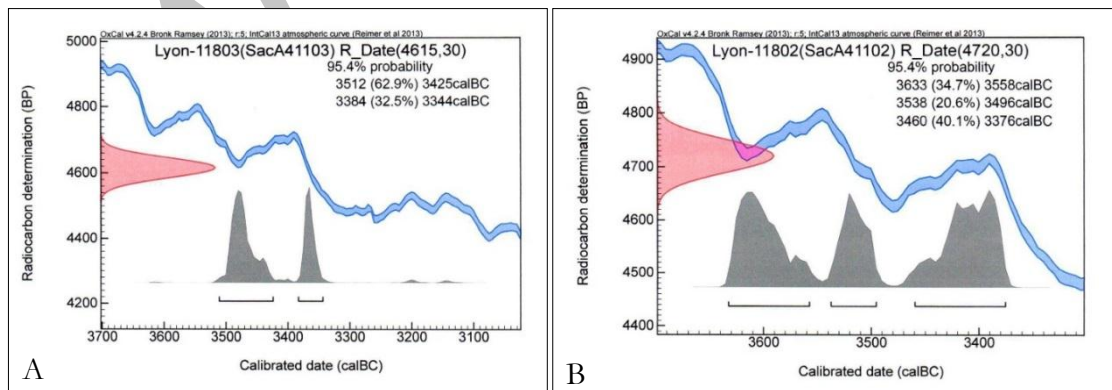 OxCal v4.2.4 Bronk Ramsey (2013); r:5; IntCal13 atmospheric curve (Reimer et al 2013)
Lyon-11803(SacA41103) R_Date(4615,30)
95.4% probability
3512 (62.9%) 3425calBC
3384 (32.5%) 3344calBC
Radiocarbon determination (BP)
5000
4800
4600
4400
4200
3700 3600 3500 3400 3300 3200 3100
Calibrated date (calBC)
A
OxCal v4.2.4 Bronk Ramsey (2013); r:5; IntCal13 atmospheric curve (Reimer et al 2013)
Lyon-11802(SacA41102) R_Date(4720,30)
95.4% probability
3633 (34.7%) 3558calBC
3538 (20.6%) 3496calBC
3460 (40.1%) 3376calBC
Radiocarbon determination (BP)
4900
4800
4700
4600
4500
4400
3600 3500 3400
Calibrated date (calBC)
B